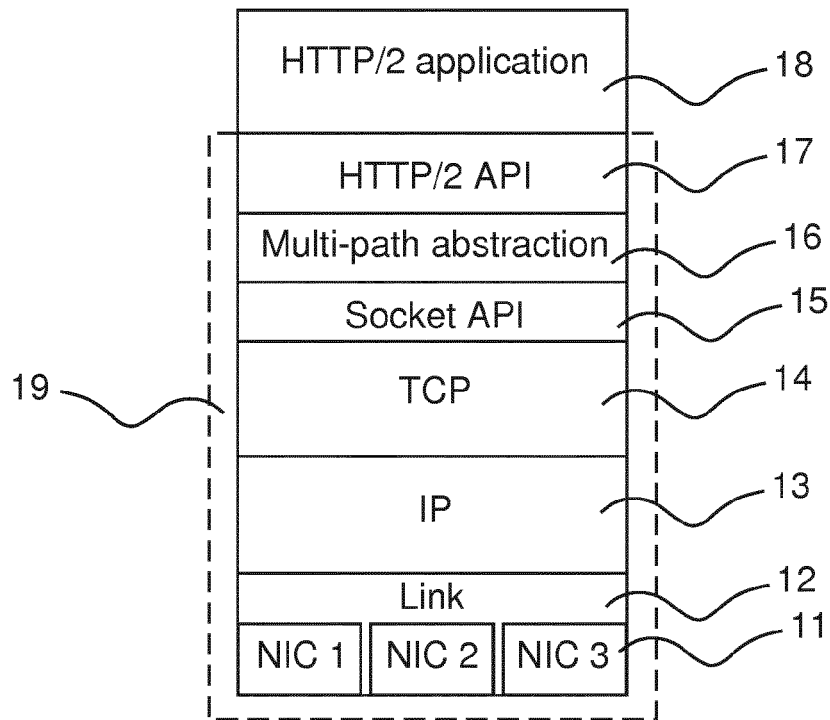 HTTP/2 application
18
HTTP/2 API
17
Multi-path abstraction
16
Socket API
15
19
TCP
14
IP
13
Link
12
NIC 1 NIC 2 NIC 3
11